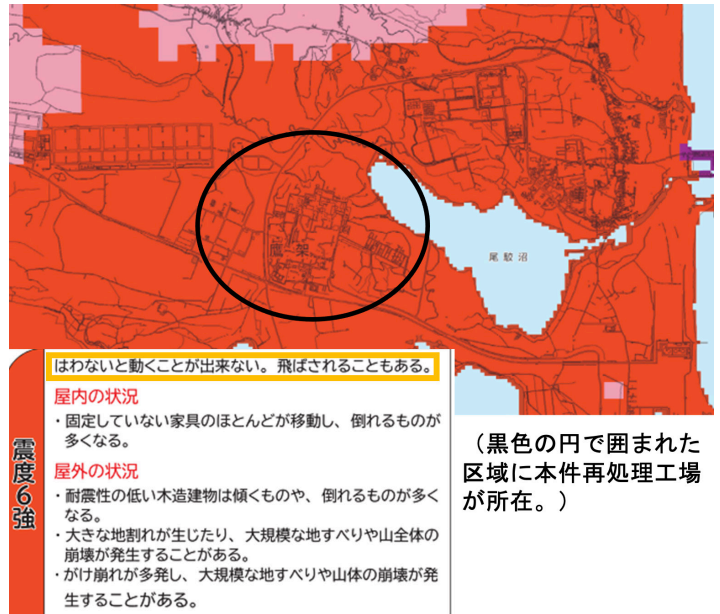 鷹架
尾駮沼
はわないと動くことが出来ない。飛ばされることもある。
屋内の状況
・固定していない家具のほとんどが移動し、倒れるものが
多くなる。
屋外の状況
・耐震性の低い木造建物は傾くものや、倒れるものが多く
なる。
・大きな地割れが生じたり、大規模な地すべりや山全体の
崩壊が発生することがある。
・がけ崩れが多発し、大規模な地すべりや山体の崩壊が発
生することがある。
震度6強
（黒色の円で囲まれた
区域に本件再処理工場
が所在。）